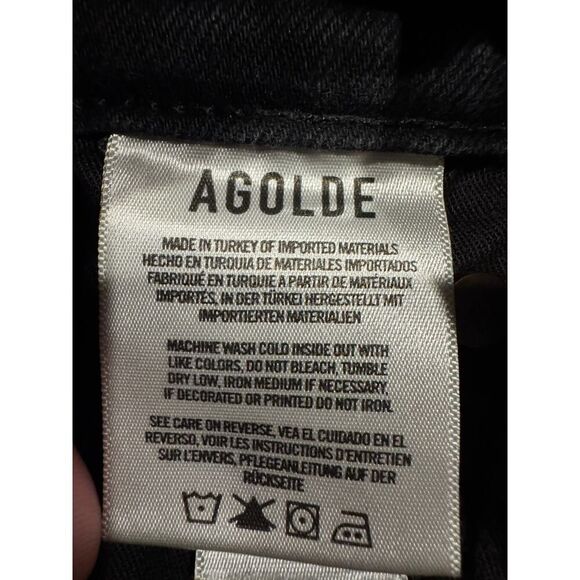 AGOLDE
MADE IN TURKEY OF IMPORTED MATERIALS
HECHO EN TURQUIA DE MATERIALES IMPORTADOS
FABRIQUÉ EN TURQUIE A PARTIR DE MATÉRIAUX
IMPORTÉS, IN DER TÜRKEI HERGESTELLT MIT
IMPORTIERTEN MATERIALIEN
MACHINE WASH COLD INSIDE OUT WITH
LIKE COLORS. DO NOT BLEACH, TUMBLE
DRY LOW, IRON MEDIUM IF NECESSARY,
IF DECORATED OR PRINTED DO NOT IRON.
SEE CARE ON REVERSE, VEA EL CUIDADO EN EL
REVERSO, VOIR LES INSTRUCTIONS D'ENTRETIEN
SUR L'ENVERS, PFLEGEANLEITUNG AUF DER
RÜCKSEITE